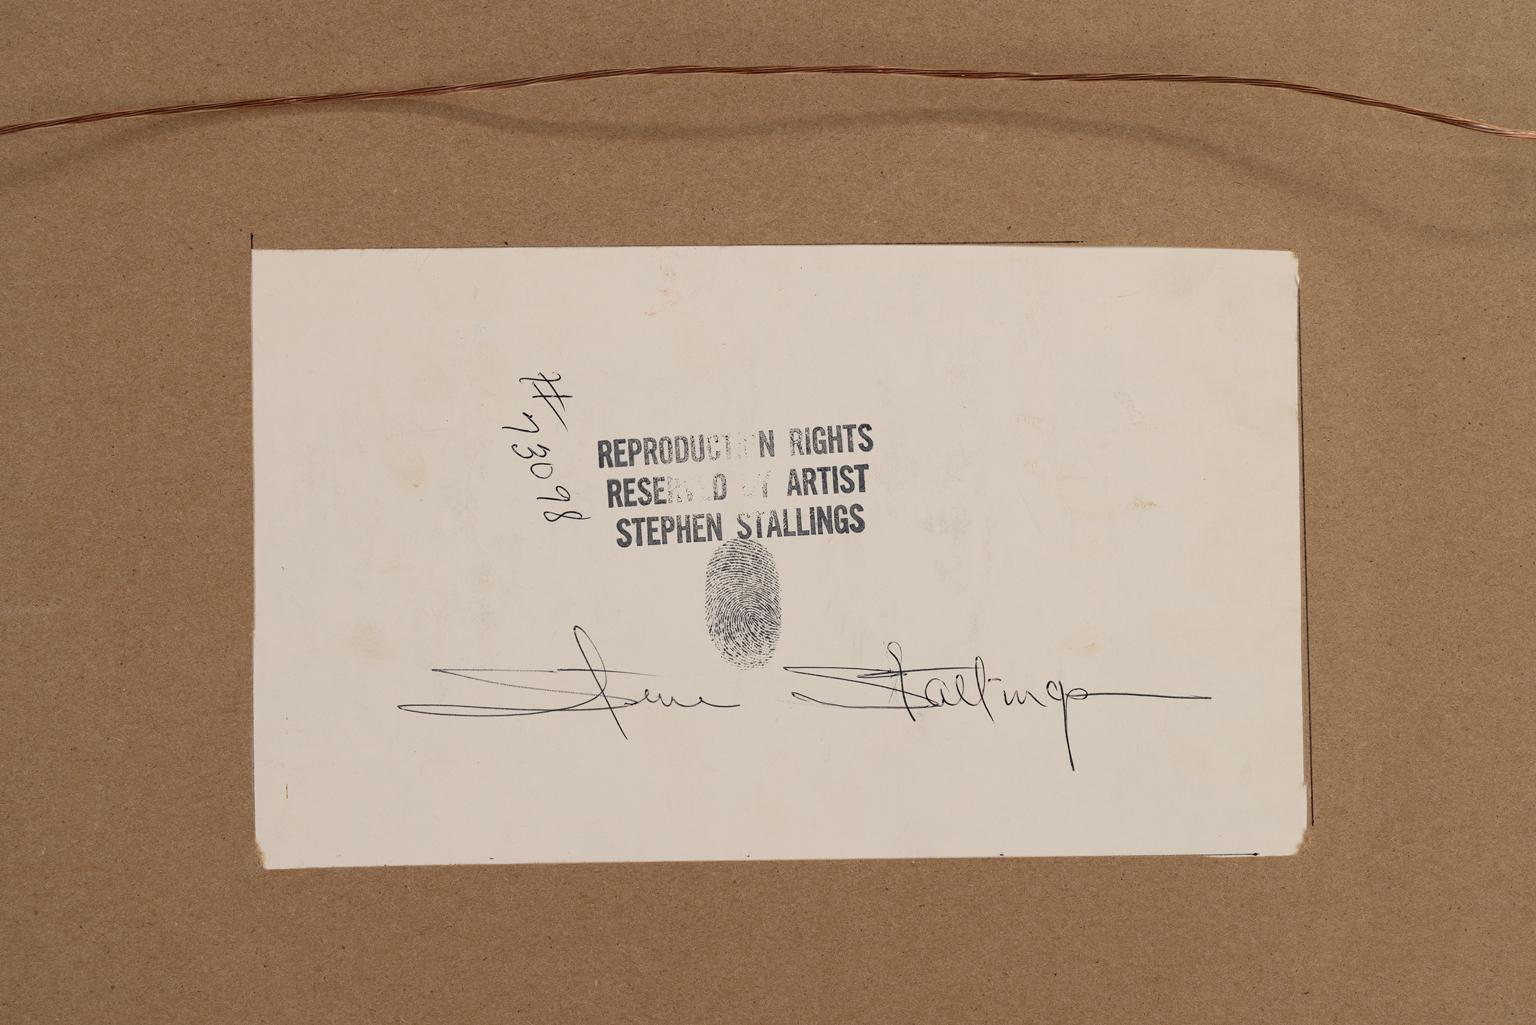 #73098
REPRODUCTION RIGHTS
RESERVED BY ARTIST
STEPHEN STALLINGS
Steve Stallings